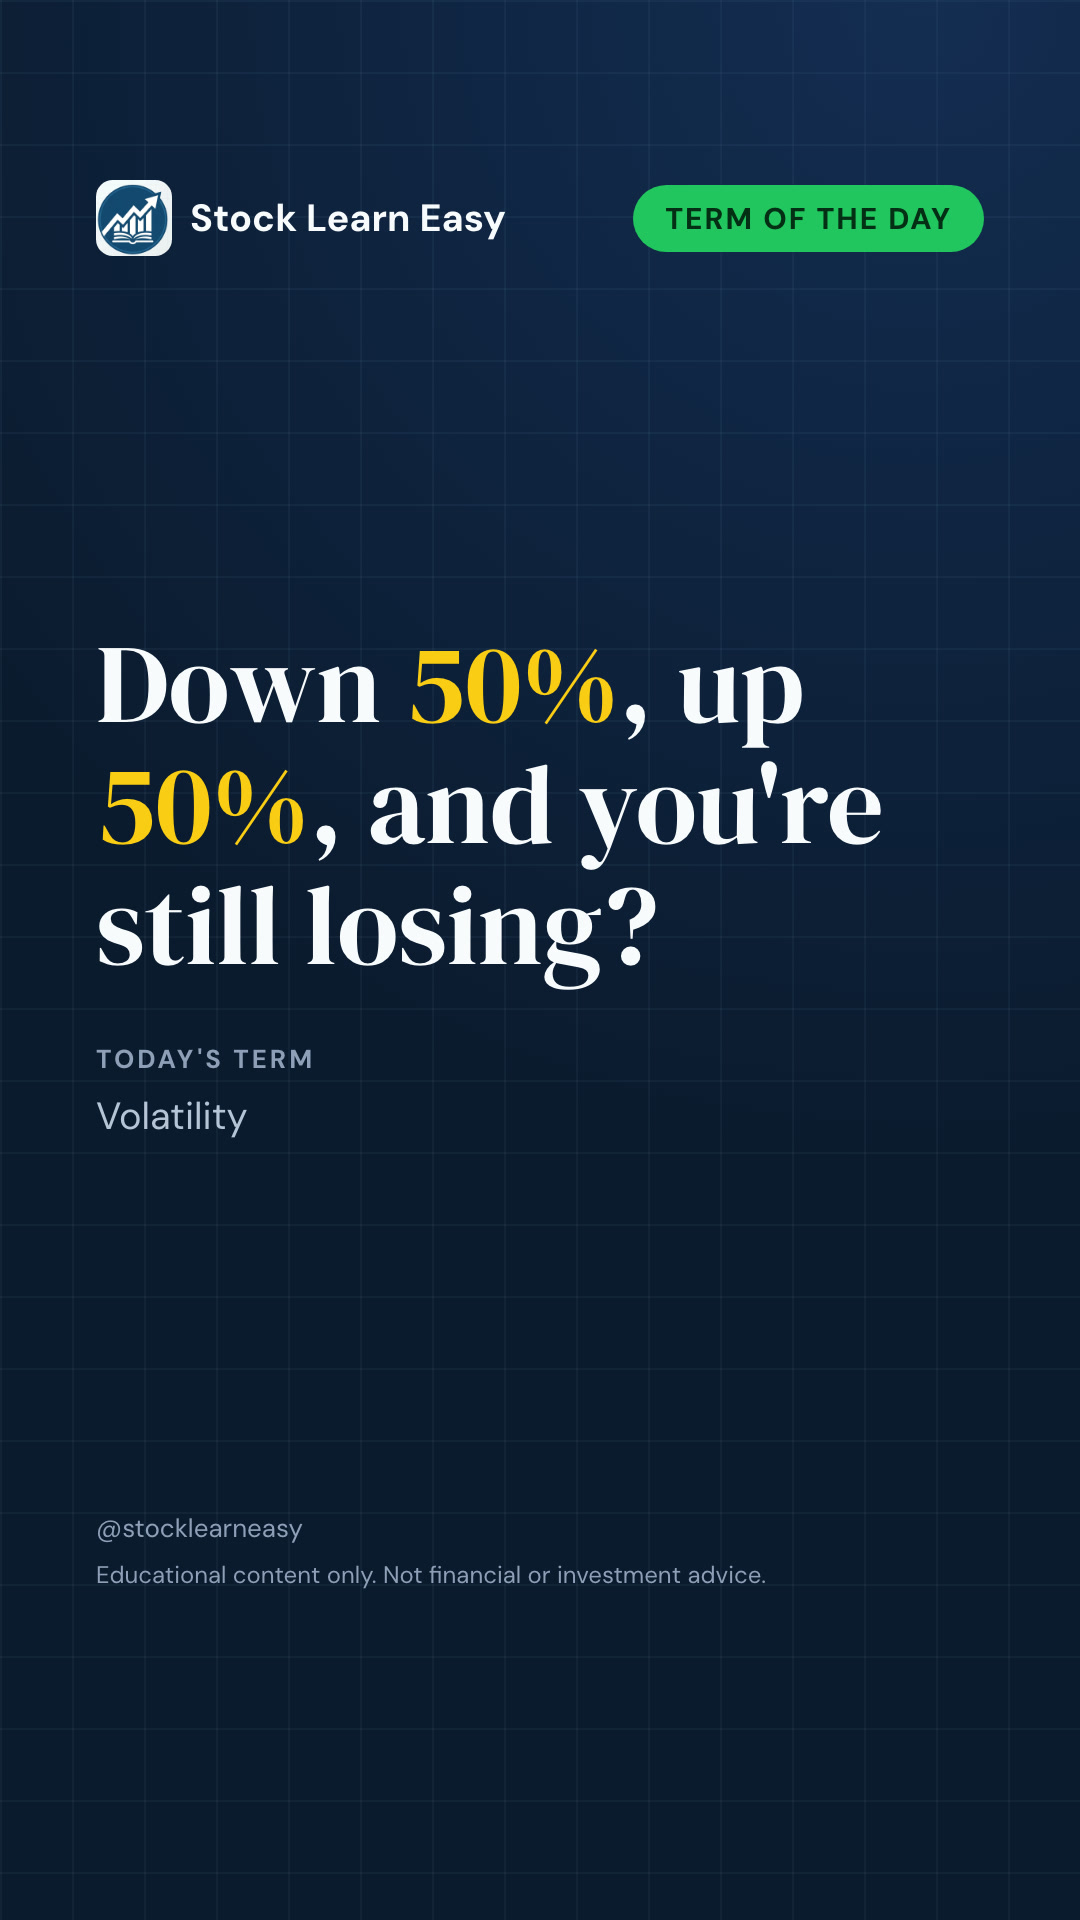 Stock Learn Easy
TERM OF THE DAY
Down 50%, up
50%, and you're
still losing?
TODAY'S TERM
Volatility
@stocklearneasy
Educational content only. Not financial or investment advice.